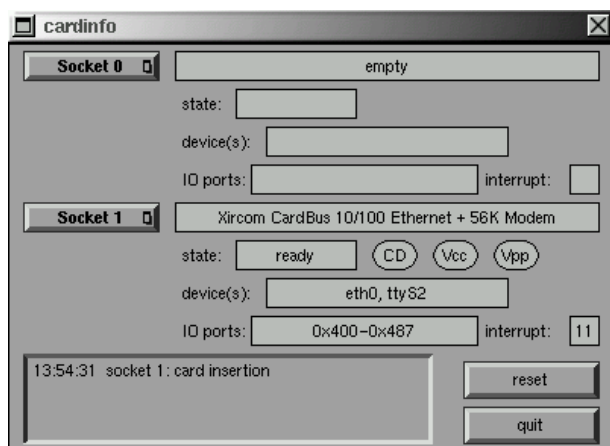 cardinfo
Socket 0 empty
state:
device(s):
IO ports: interrupt:
Socket 1 Xircom CardBus 10/100 Ethernet + 56K Modem
state: ready CD Vcc Vpp
device(s): eth0, ttyS2
IO ports: 0x400-0x487 interrupt: 11
13:54:31 socket 1: card insertion
reset
quit